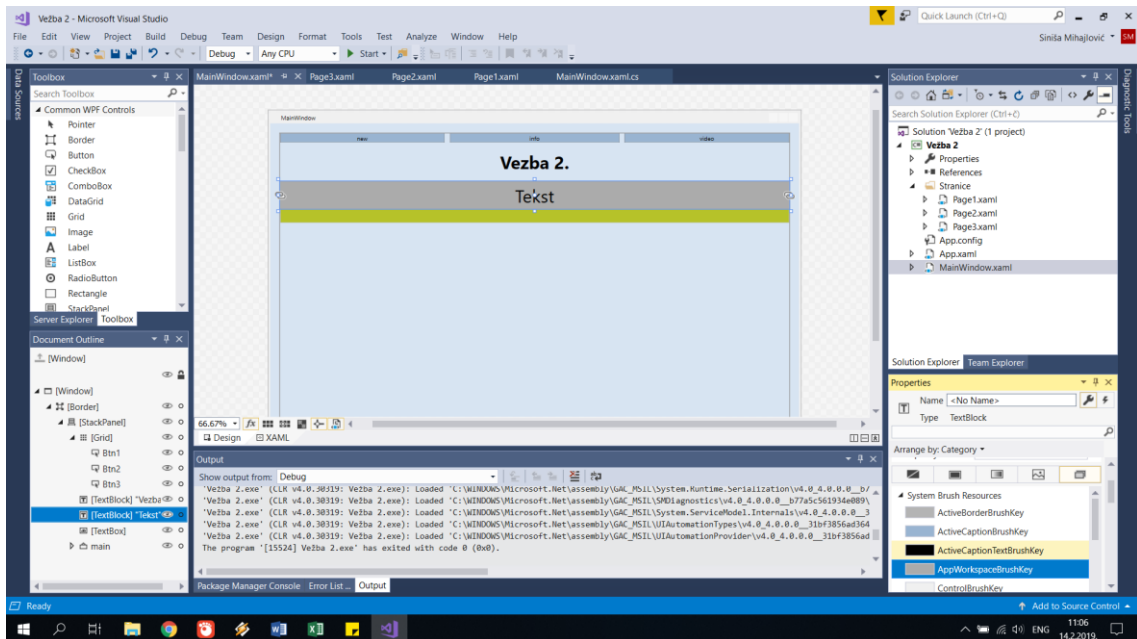 Vežba 2 - Microsoft Visual Studio
Quick Launch (Ctrl+Q)
File Edit View Project Build Debug Team Design Format Tools Test Analyze Window Help
Siniša Mihajlović SM
Debug Any CPU Start
Data Sources
Toolbox
Search Toolbox
Common WPF Controls
Pointer
Border
Button
CheckBox
ComboBox
DataGrid
Grid
Image
Label
ListBox
RadioButton
Rectangle
StackPanel
Server Explorer Toolbox
Document Outline
[Window]
[Window]
[Border]
[StackPanel]
[Grid]
Btn1
Btn2
Btn3
[TextBlock] "Vezba
[TextBlock] "Tekst"
[TextBox]
main
MainWindow.xaml* Page3.xaml Page2.xaml Page1.xaml MainWindow.xaml.cs
MainWindow
new info video
Vezba 2.
Tekst
66.67%
Design XAML
Output
Show output from: Debug
'Vežba 2.exe' (CLR v4.0.30319: Vežba 2.exe): Loaded 'C:\WINDOWS\Microsoft.Net\assembly\GAC_MSIL\System.Runtime.Serialization\v4.0_4.0.0.0__b7
'Vežba 2.exe' (CLR v4.0.30319: Vežba 2.exe): Loaded 'C:\WINDOWS\Microsoft.Net\assembly\GAC_MSIL\SMDiagnostics\v4.0_4.0.0.0__b77a5c561934e089\
'Vežba 2.exe' (CLR v4.0.30319: Vežba 2.exe): Loaded 'C:\WINDOWS\Microsoft.Net\assembly\GAC_MSIL\System.ServiceModel.Internals\v4.0_4.0.0.0__3
'Vežba 2.exe' (CLR v4.0.30319: Vežba 2.exe): Loaded 'C:\WINDOWS\Microsoft.Net\assembly\GAC_MSIL\UIAutomationTypes\v4.0_4.0.0.0__31bf3856ad364
'Vežba 2.exe' (CLR v4.0.30319: Vežba 2.exe): Loaded 'C:\WINDOWS\Microsoft.Net\assembly\GAC_MSIL\UIAutomationProvider\v4.0_4.0.0.0__31bf3856ad
The program '[15524] Vežba 2.exe' has exited with code 0 (0x0).
Package Manager Console Error List ... Output
Solution Explorer
Search Solution Explorer (Ctrl+č)
Solution 'Vežba 2' (1 project)
Vežba 2
Properties
References
Stranice
Page1.xaml
Page2.xaml
Page3.xaml
App.config
App.xaml
MainWindow.xaml
Solution Explorer Team Explorer
Properties
Name <No Name>
Type TextBlock
Arrange by: Category
System Brush Resources
ActiveBorderBrushKey
ActiveCaptionBrushKey
ActiveCaptionTextBrushKey
AppWorkspaceBrushKey
ControlBrushKey
Diagnostic Tools
Ready
Add to Source Control
ENG
11:06
14.2.2019.